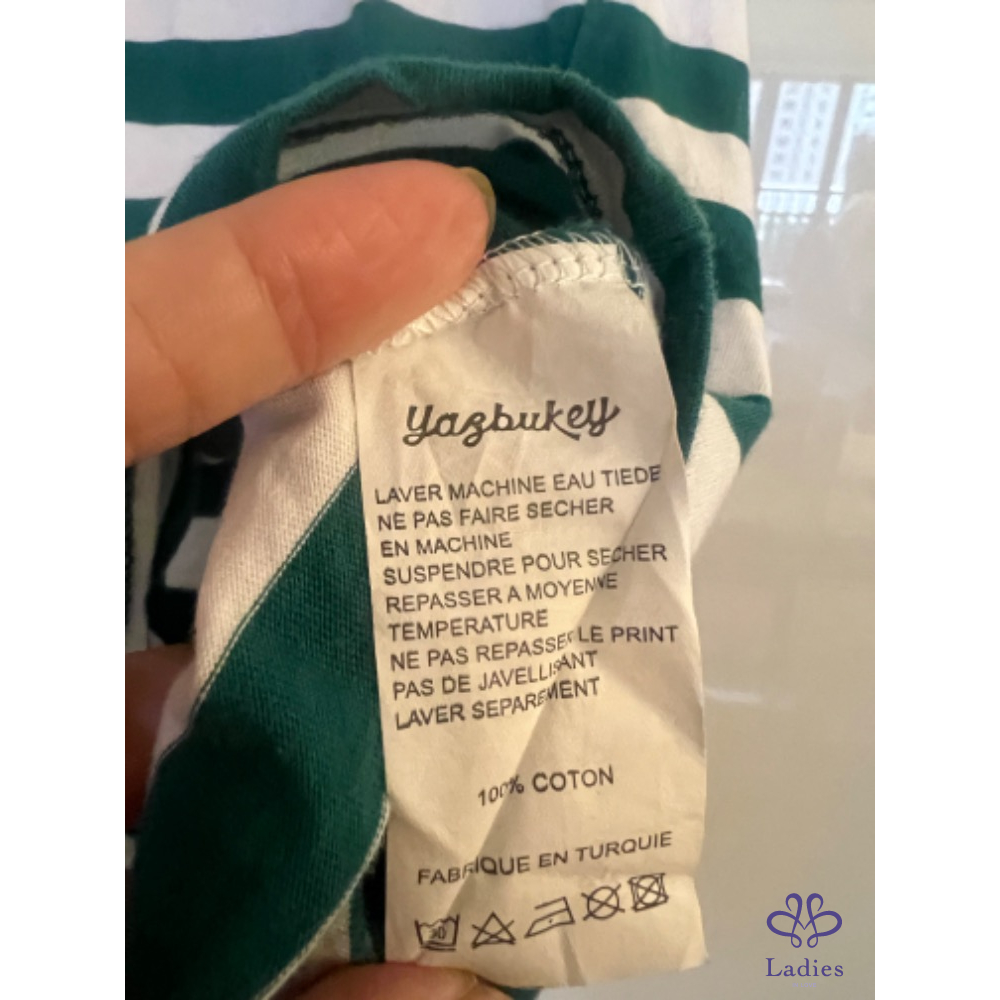 yazbukey
LAVER MACHINE EAU TIEDE
NE PAS FAIRE SECHER
EN MACHINE
SUSPENDRE POUR SECHER
REPASSER A MOYENNE
TEMPERATURE
NE PAS REPASSER LE PRINT
PAS DE JAVELLISANT
LAVER SEPAREMENT
100% COTON
FABRIQUE EN TURQUIE
30
Ladies